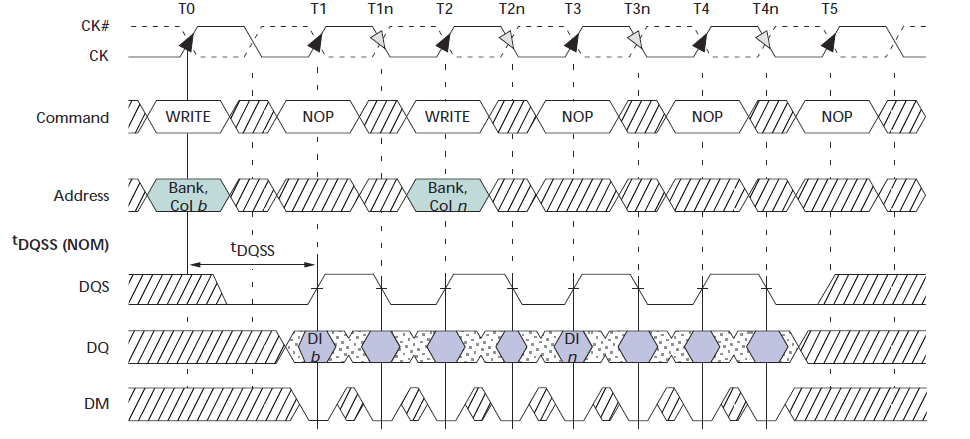 T0 T1 T1n T2 T2n T3 T3n T4 T4n T5
CK#
CK
Command WRITE NOP WRITE NOP NOP NOP
Address Bank, Col b Bank, Col n
tDQSS (NOM)
tDQSS
DQS
DQ DI b DI n
DM